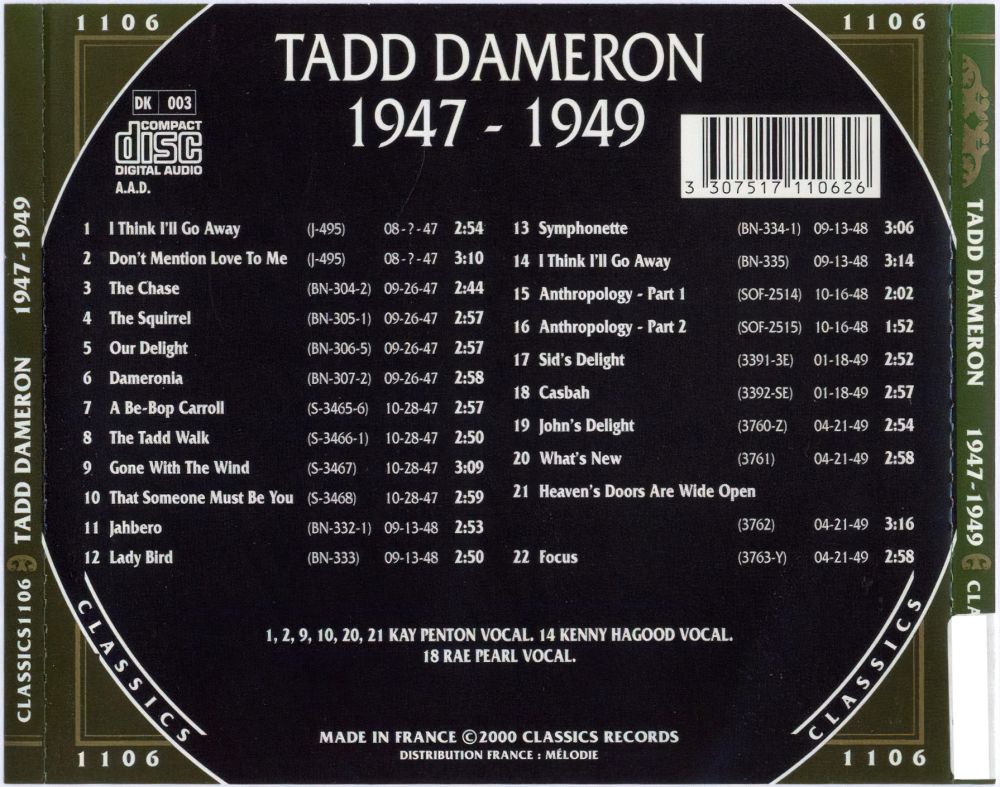 1106
1106
TADD DAMERON
1947 - 1949
DK 003
COMPACT
disc
DIGITAL AUDIO
A.A.D.
3 307517 110626
1 I Think I'll Go Away (J-495) 08-?-47 2:54
2 Don't Mention Love To Me (J-495) 08-?-47 3:10
3 The Chase (BN-304-2) 09-26-47 2:44
4 The Squirrel (BN-305-1) 09-26-47 2:57
5 Our Delight (BN-306-5) 09-26-47 2:57
6 Dameronia (BN-307-2) 09-26-47 2:58
7 A Be-Bop Carroll (S-3465-6) 10-28-47 2:57
8 The Tadd Walk (S-3466-1) 10-28-47 2:50
9 Gone With The Wind (S-3467) 10-28-47 3:09
10 That Someone Must Be You (S-3468) 10-28-47 2:59
11 Jahbero (BN-332-1) 09-13-48 2:53
12 Lady Bird (BN-333) 09-13-48 2:50
13 Symphonette (BN-334-1) 09-13-48 3:06
14 I Think I'll Go Away (BN-335) 09-13-48 3:14
15 Anthropology - Part 1 (SOF-2514) 10-16-48 2:02
16 Anthropology - Part 2 (SOF-2515) 10-16-48 1:52
17 Sid's Delight (3391-3E) 01-18-49 2:52
18 Casbah (3392-SE) 01-18-49 2:57
19 John's Delight (3760-Z) 04-21-49 2:54
20 What's New (3761) 04-21-49 2:58
21 Heaven's Doors Are Wide Open
(3762) 04-21-49 3:16
22 Focus (3763-Y) 04-21-49 2:58
1, 2, 9, 10, 20, 21 KAY PENTON VOCAL. 14 KENNY HAGOOD VOCAL.
18 RAE PEARL VOCAL.
MADE IN FRANCE ©2000 CLASSICS RECORDS
DISTRIBUTION FRANCE : MÉLODIE
CLASSICS
CLASSICS
1106
1106
CLASSICS1106 TADD DAMERON 1947-1949
TADD DAMERON 1947-1949 CLA